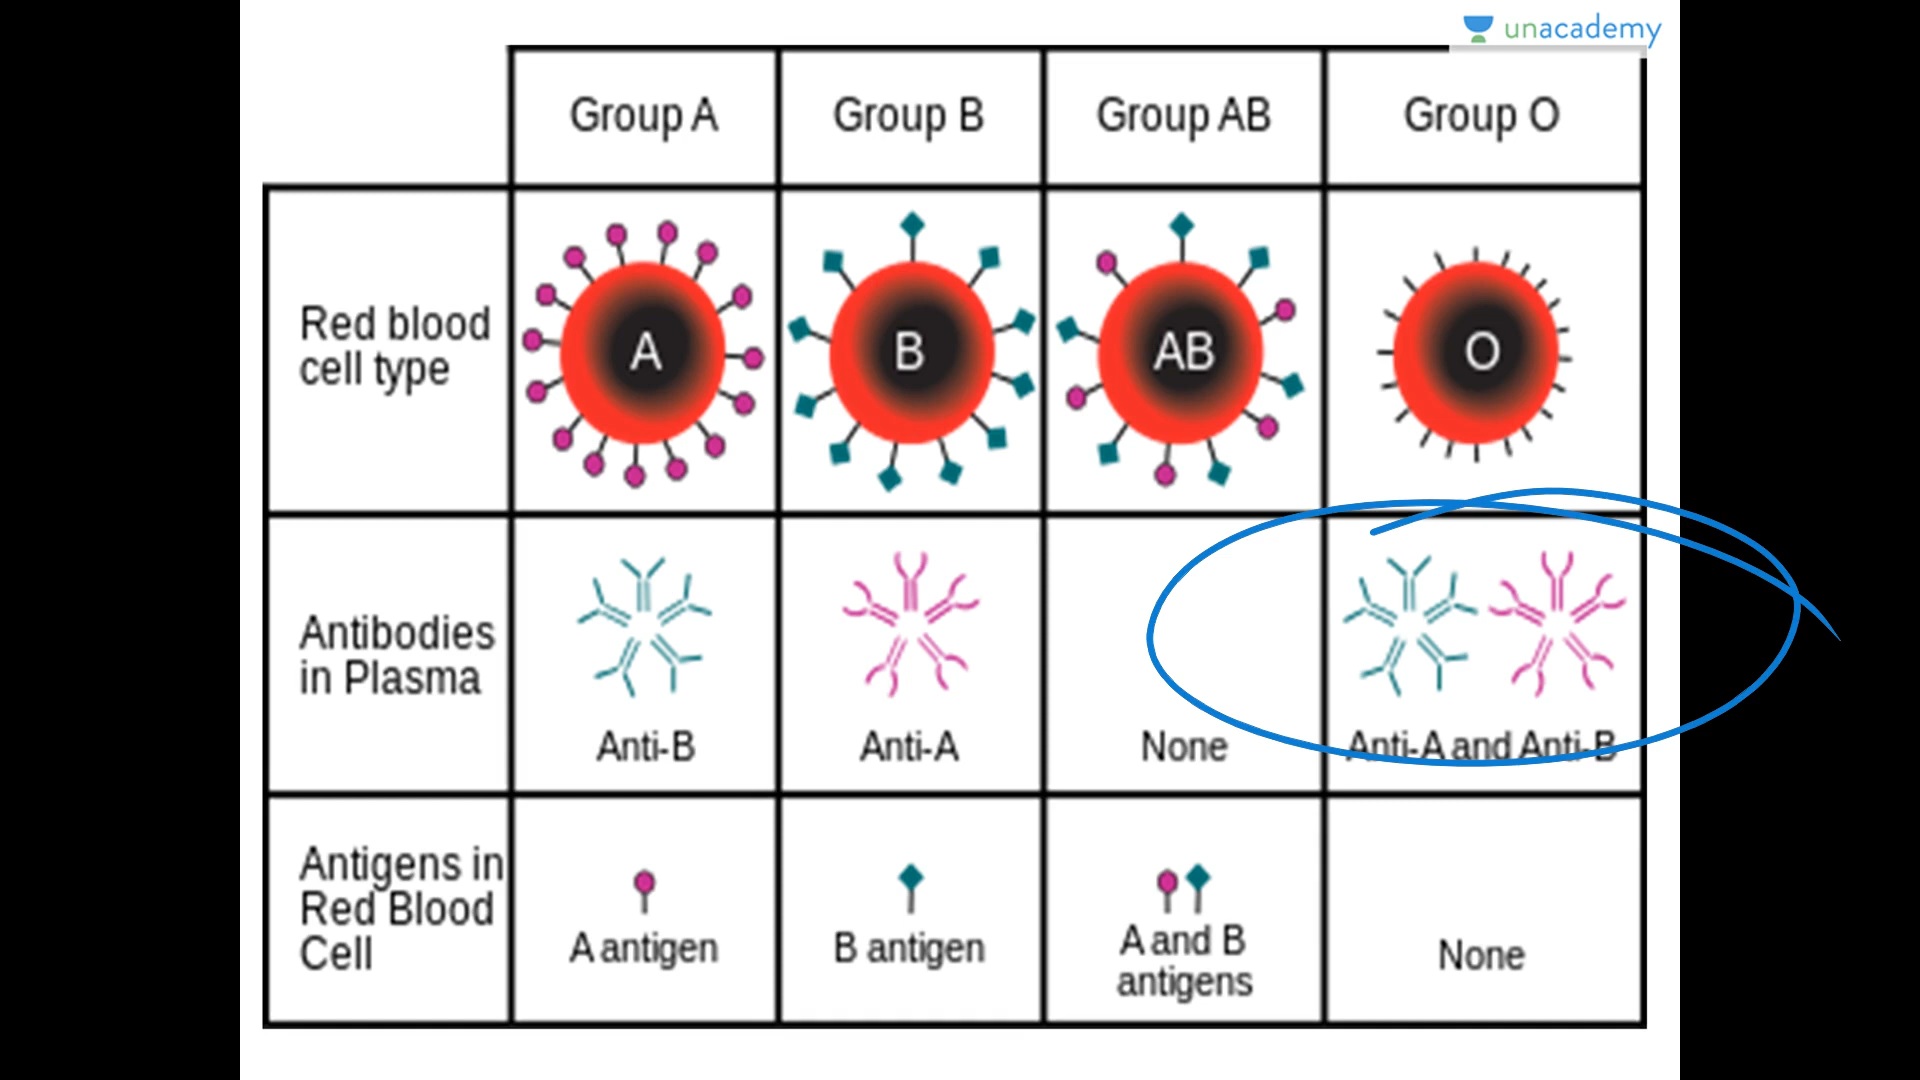 unacademy
Group A
Group B
Group AB
Group O
Red blood
cell type
A
B
AB
O
Antibodies
in Plasma
Anti-B
Anti-A
None
Anti-A and Anti-B
Antigens in
Red Blood
Cell
A antigen
B antigen
A and B
antigens
None